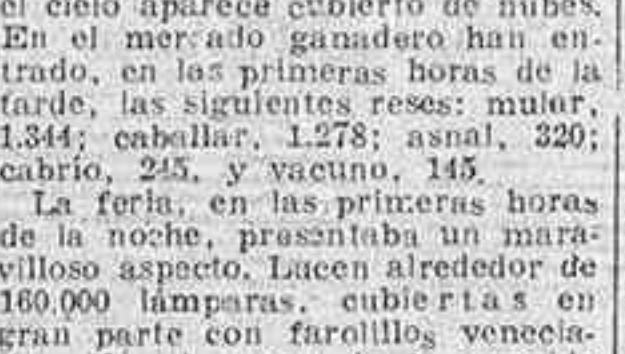 el cielo aparece cubierto de nubes.
En el mercado ganadero han en-
trado, en las primeras horas de la
tarde, las siguientes reses: mular,
1.344; caballar, 1.278; asnal, 320;
cabrío, 245, y vacuno, 145.
La feria, en las primeras horas
de la noche, presentaba un mara-
villoso aspecto. Lucen alrededor de
160.000 lámparas, cubiertas en
gran parte con farolillos venecia-